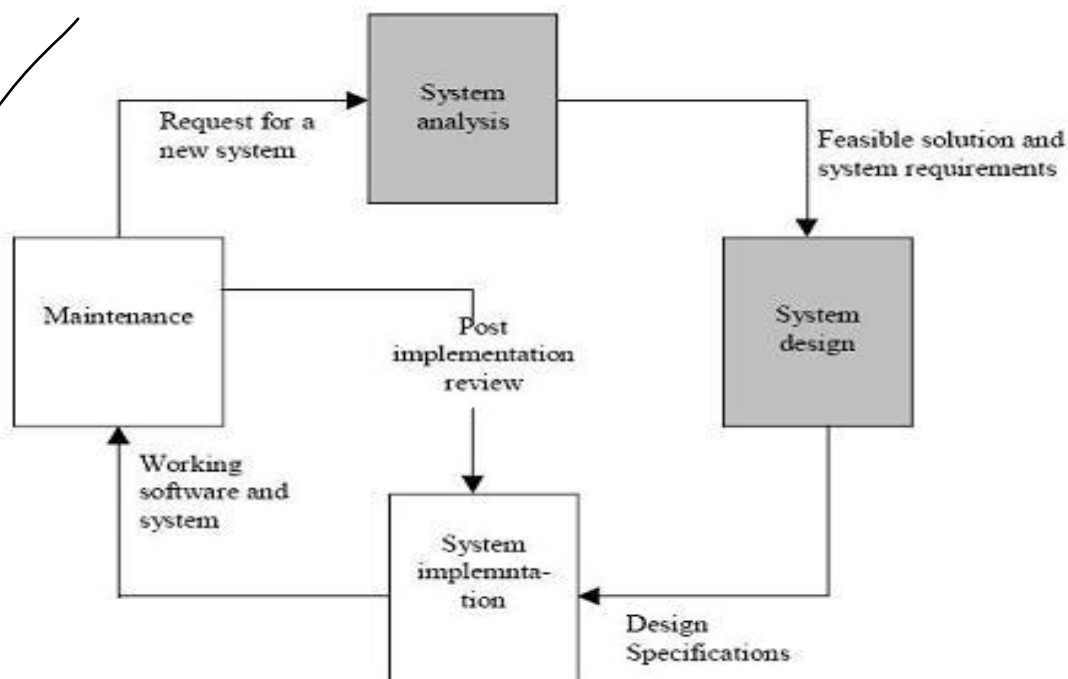 System
analysis
Request for a
new system
Feasible solution and
system requirements
Maintenance
System
design
Post
implementation
review
Working
software and
system
System
implemnta-
tion
Design
Specifications